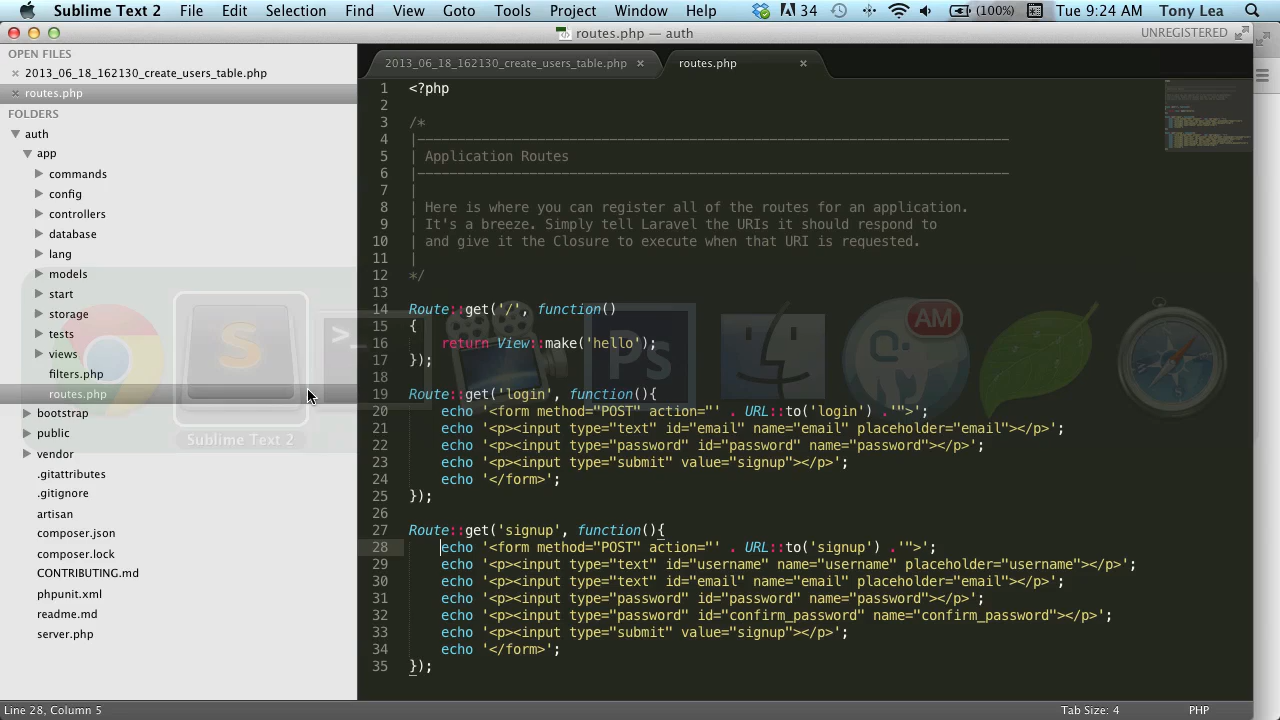 Sublime Text 2 File Edit Selection Find View Goto Tools Project Window Help 34 (100%) Tue 9:24 AM Tony Lea
routes.php — auth UNREGISTERED
OPEN FILES
2013_06_18_162130_create_users_table.php
routes.php
FOLDERS
auth
app
commands
config
controllers
database
lang
models
start
storage
tests
views
filters.php
routes.php
bootstrap
public
vendor
.gitattributes
.gitignore
artisan
composer.json
composer.lock
CONTRIBUTING.md
phpunit.xml
readme.md
server.php
2013_06_18_162130_create_users_table.php routes.php
1 <?php
2
3 /*
4 |--------------------------------------------------------------------------
5 | Application Routes
6 |--------------------------------------------------------------------------
7 |
8 | Here is where you can register all of the routes for an application.
9 | It's a breeze. Simply tell Laravel the URIs it should respond to
10 | and give it the Closure to execute when that URI is requested.
11 |
12 */
13
14 Route::get('/', function()
15 {
16 return View::make('hello');
17 });
18
19 Route::get('login', function(){
20 echo '<form method="POST" action="' . URL::to('login') .'">';
21 echo '<p><input type="text" id="email" name="email" placeholder="email"></p>';
22 echo '<p><input type="password" id="password" name="password"></p>';
23 echo '<p><input type="submit" value="signup"></p>';
24 echo '</form>';
25 });
26
27 Route::get('signup', function(){
28 echo '<form method="POST" action="' . URL::to('signup') .'">';
29 echo '<p><input type="text" id="username" name="username" placeholder="username"></p>';
30 echo '<p><input type="text" id="email" name="email" placeholder="email"></p>';
31 echo '<p><input type="password" id="password" name="password"></p>';
32 echo '<p><input type="password" id="confirm_password" name="confirm_password"></p>';
33 echo '<p><input type="submit" value="signup"></p>';
34 echo '</form>';
35 });
S
>_
Ps
AM
Sublime Text 2
Line 28, Column 5 Tab Size: 4 PHP